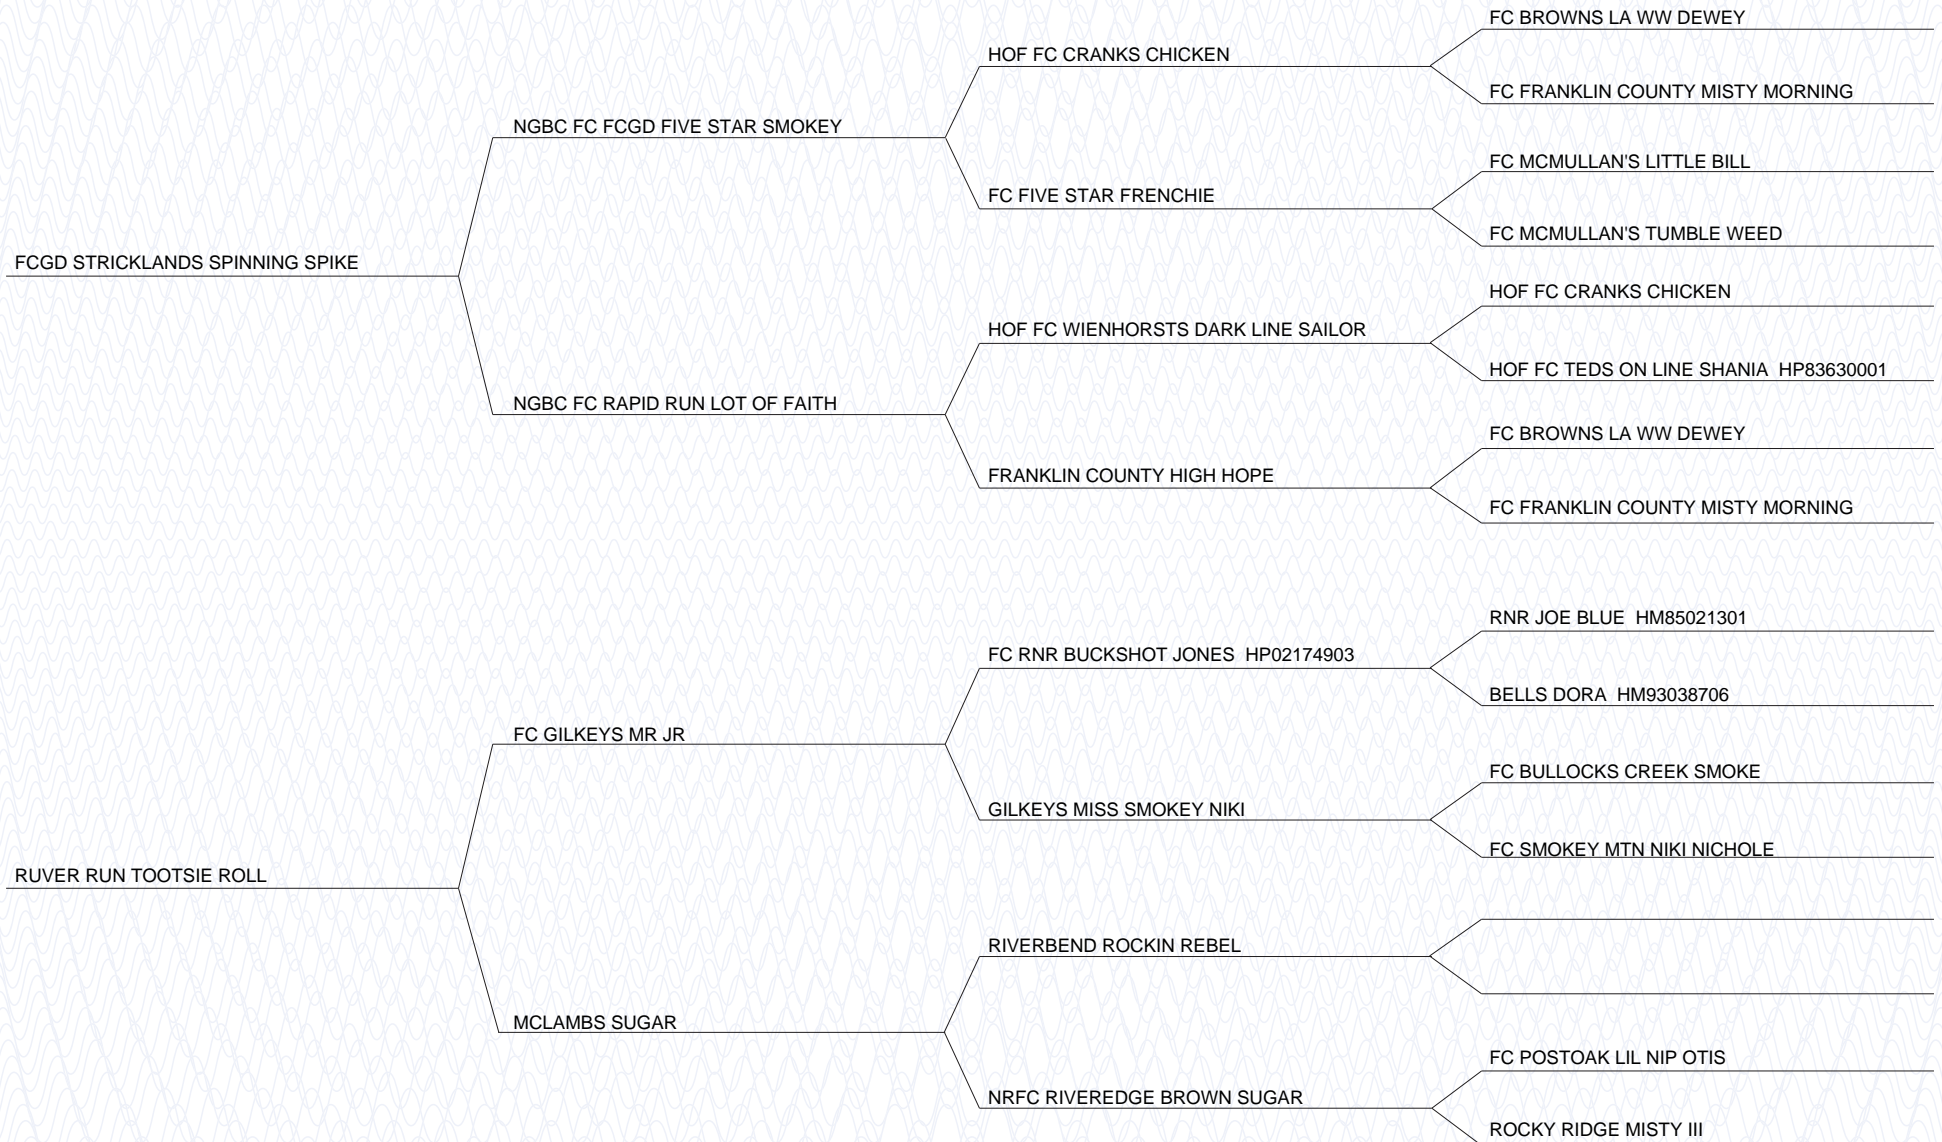 FC BROWNS LA WW DEWEY
HOF FC CRANKS CHICKEN
FC FRANKLIN COUNTY MISTY MORNING
NGBC FC FCGD FIVE STAR SMOKEY
FC MCMULLAN'S LITTLE BILL
FC FIVE STAR FRENCHIE
FC MCMULLAN'S TUMBLE WEED
FCGD STRICKLANDS SPINNING SPIKE
HOF FC CRANKS CHICKEN
HOF FC WIENHORSTS DARK LINE SAILOR
HOF FC TEDS ON LINE SHANIA HP83630001
NGBC FC RAPID RUN LOT OF FAITH
FC BROWNS LA WW DEWEY
FRANKLIN COUNTY HIGH HOPE
FC FRANKLIN COUNTY MISTY MORNING
RNR JOE BLUE HM85021301
FC RNR BUCKSHOT JONES HP02174903
BELLS DORA HM93038706
FC GILKEYS MR JR
FC BULLOCKS CREEK SMOKE
GILKEYS MISS SMOKEY NIKI
FC SMOKEY MTN NIKI NICHOLE
RUVER RUN TOOTSIE ROLL
RIVERBEND ROCKIN REBEL
MCLAMBS SUGAR
FC POSTOAK LIL NIP OTIS
NRFC RIVEREDGE BROWN SUGAR
ROCKY RIDGE MISTY III